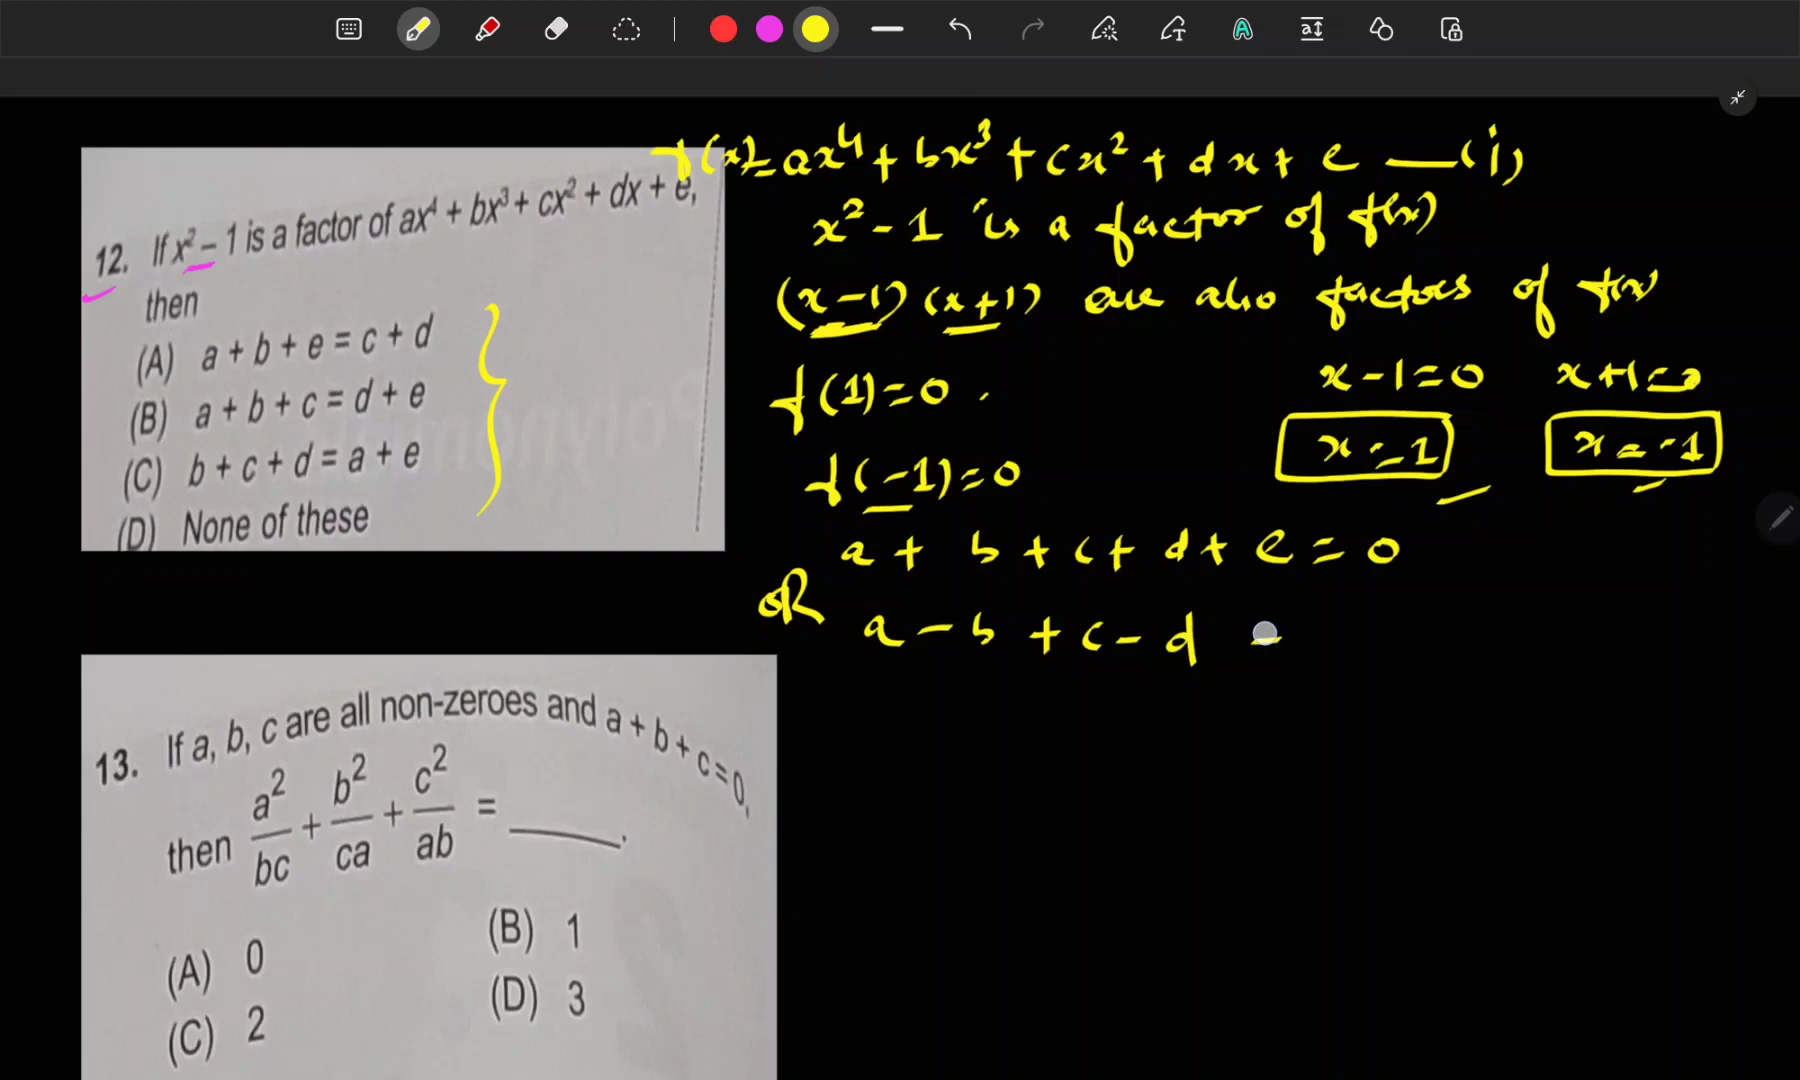 12. If x² – 1 is a factor of ax⁴ + bx³ + cx² + dx + e,
then
(A) a + b + e = c + d
(B) a + b + c = d + e
(C) b + c + d = a + e
(D) None of these
f(x) = ax⁴ + bx³ + cx² + dx + e —(i)
x² - 1 is a factor of f(x)
(x-1) (x+1) are also factors of f(x)
f(1)=0.
x-1=0 x+1=0
f(-1)=0
x=1 x=-1
a + b + c + d + e = 0
OR a - b + c - d
13. If a, b, c are all non-zeroes and a + b + c = 0,
then a²/bc + b²/ca + c²/ab = ____.
(A) 0 (B) 1
(C) 2 (D) 3